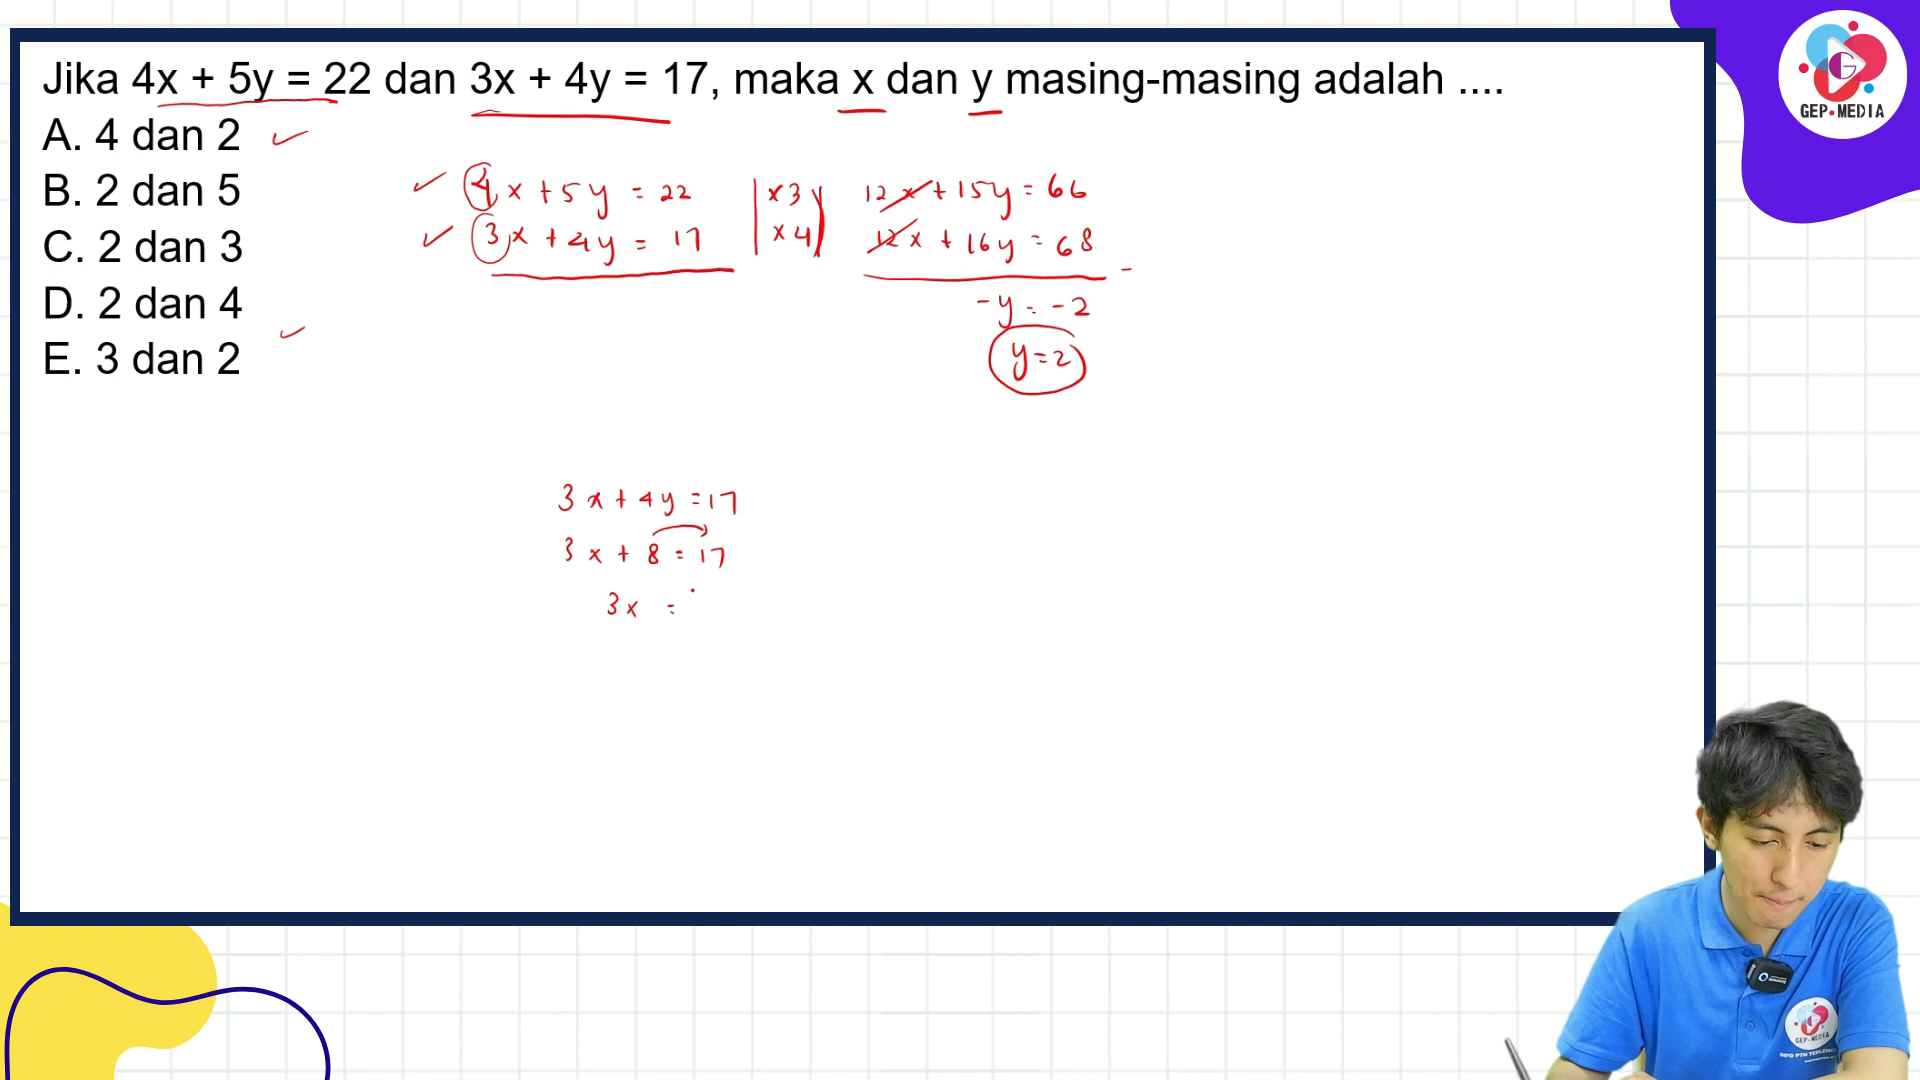 Jika 4x + 5y = 22 dan 3x + 4y = 17, maka x dan y masing-masing adalah ....
A. 4 dan 2
B. 2 dan 5
C. 2 dan 3
D. 2 dan 4
E. 3 dan 2
4x + 5y = 22 | x3 | 12x + 15y = 66
3x + 4y = 17 | x4 | 12x + 16y = 68
-
-y = -2
y = 2
3x + 4y = 17
3x + 8 = 17
3x =
G
GEP•MEDIA
GEP•MEDIA